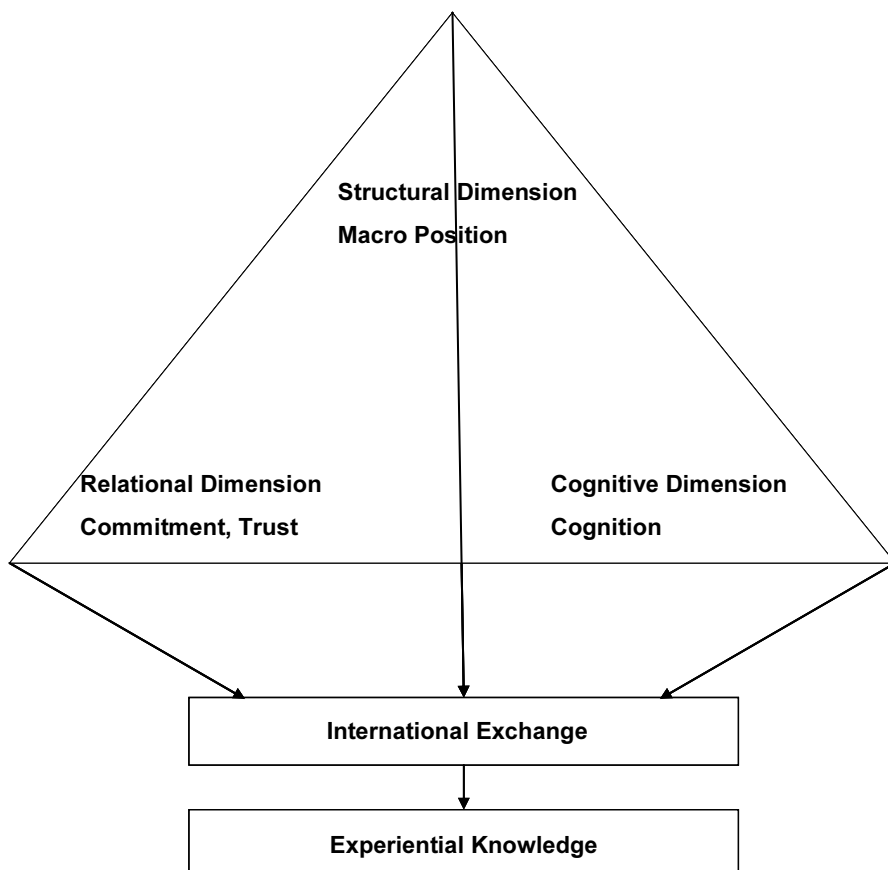 Structural Dimension
Macro Position
Relational Dimension
Commitment, Trust
Cognitive Dimension
Cognition
International Exchange
Experiential Knowledge